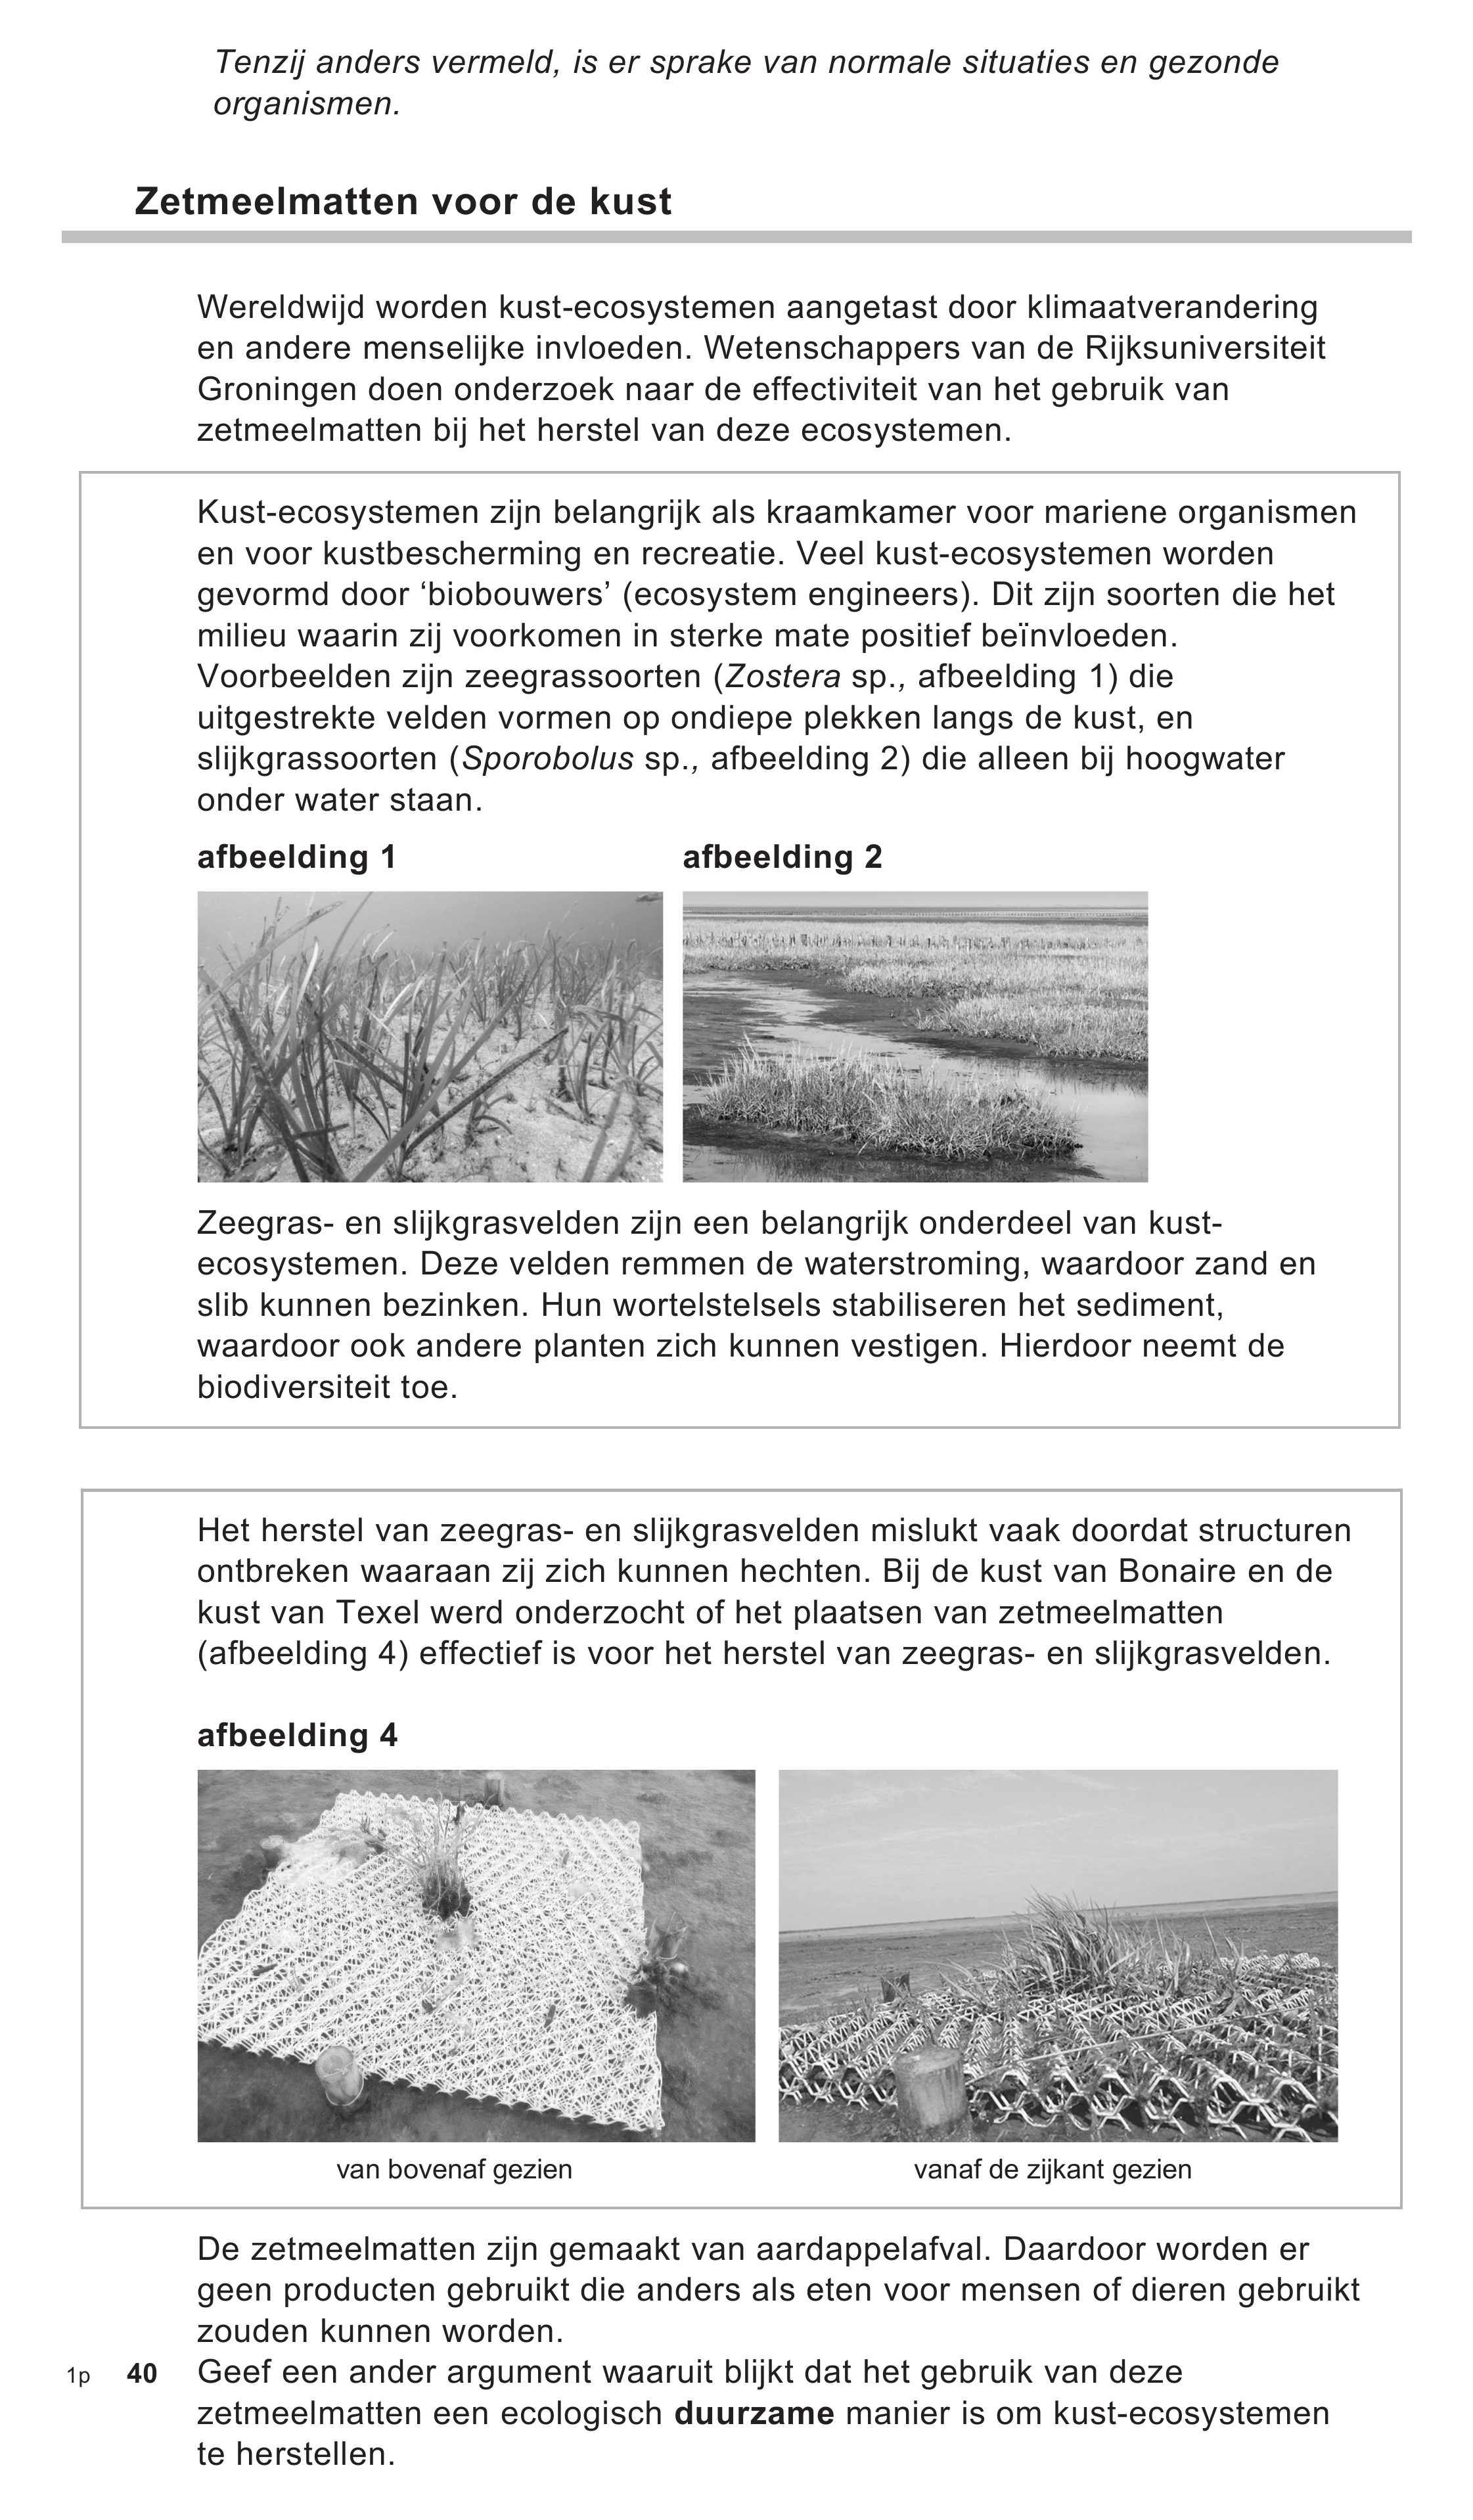 Tenzij anders vermeld, is er sprake van normale situaties en gezonde
organismen.
Zetmeelmatten voor de kust
Wereldwijd worden kust-ecosystemen aangetast door klimaatverandering
en andere menselijke invloeden. Wetenschappers van de Rijksuniversiteit
Groningen doen onderzoek naar de effectiviteit van het gebruik van
zetmeelmatten bij het herstel van deze ecosystemen.
Kust-ecosystemen zijn belangrijk als kraamkamer voor mariene organismen
en voor kustbescherming en recreatie. Veel kust-ecosystemen worden
gevormd door ‘biobouwers’ (ecosystem engineers). Dit zijn soorten die het
milieu waarin zij voorkomen in sterke mate positief beïnvloeden.
Voorbeelden zijn zeegrassoorten (Zostera sp., afbeelding 1) die
uitgestrekte velden vormen op ondiepe plekken langs de kust, en
slijkgrassoorten (Sporobolus sp., afbeelding 2) die alleen bij hoogwater
onder water staan.
afbeelding 1 afbeelding 2
Zeegras- en slijkgrasvelden zijn een belangrijk onderdeel van kust-
ecosystemen. Deze velden remmen de waterstroming, waardoor zand en
slib kunnen bezinken. Hun wortelstelsels stabiliseren het sediment,
waardoor ook andere planten zich kunnen vestigen. Hierdoor neemt de
biodiversiteit toe.
Het herstel van zeegras- en slijkgrasvelden mislukt vaak doordat structuren
ontbreken waaraan zij zich kunnen hechten. Bij de kust van Bonaire en de
kust van Texel werd onderzocht of het plaatsen van zetmeelmatten
(afbeelding 4) effectief is voor het herstel van zeegras- en slijkgrasvelden.
afbeelding 4
van bovenaf gezien vanaf de zijkant gezien
De zetmeelmatten zijn gemaakt van aardappelafval. Daardoor worden er
geen producten gebruikt die anders als eten voor mensen of dieren gebruikt
zouden kunnen worden.
1p 40 Geef een ander argument waaruit blijkt dat het gebruik van deze
zetmeelmatten een ecologisch duurzame manier is om kust-ecosystemen
te herstellen.